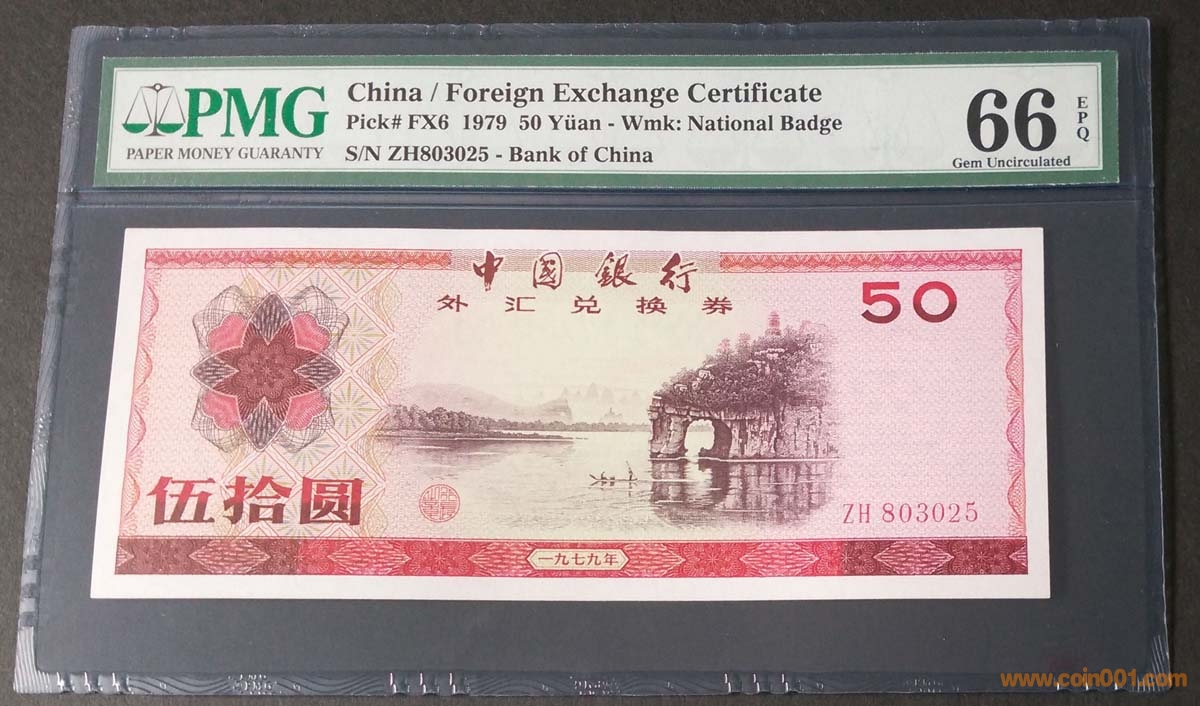 PMG
PAPER MONEY GUARANTY
China / Foreign Exchange Certificate
Pick# FX6 1979 50 Yüan - Wmk: National Badge
S/N ZH803025 - Bank of China
66
EPQ
Gem Uncirculated
中國銀行
外汇兑换券
50
伍拾圆
ZH 803025
一九七九年
www.coin001.com